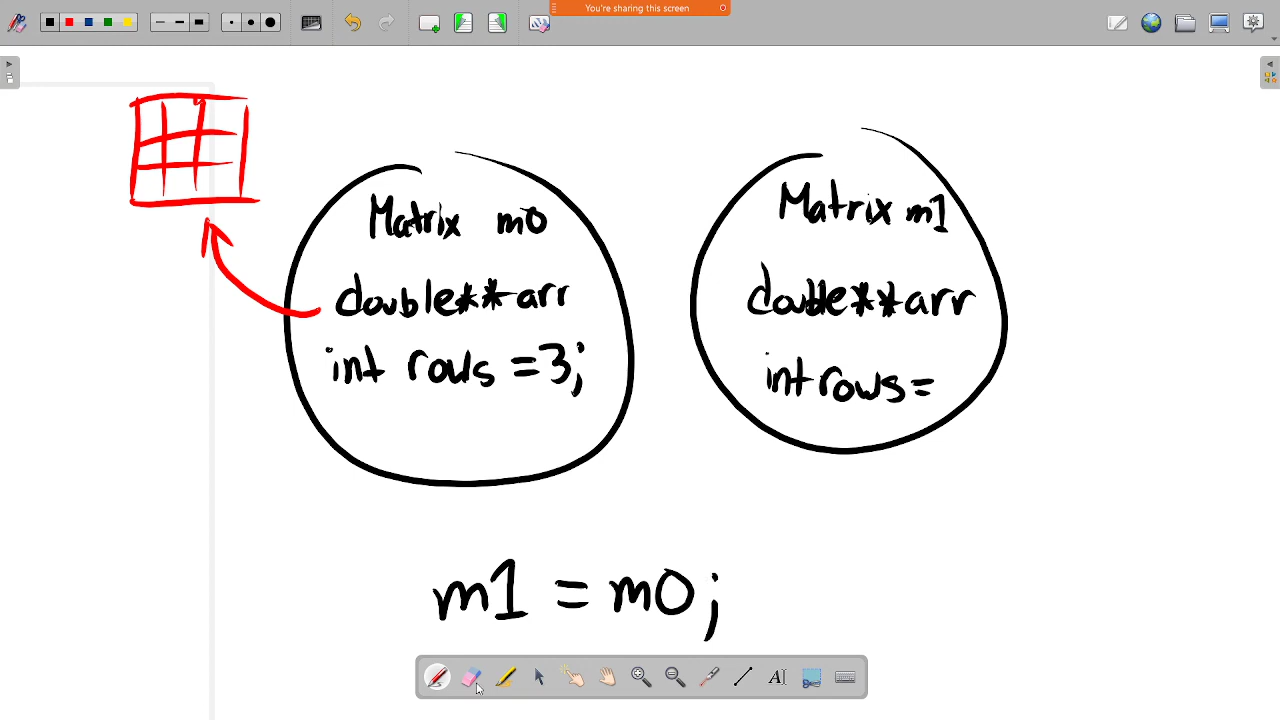 You're sharing this screen
Matrix m0
double**arr
int rows =3;
Matrix m1
double**arr
int rows=
m1 = m0;